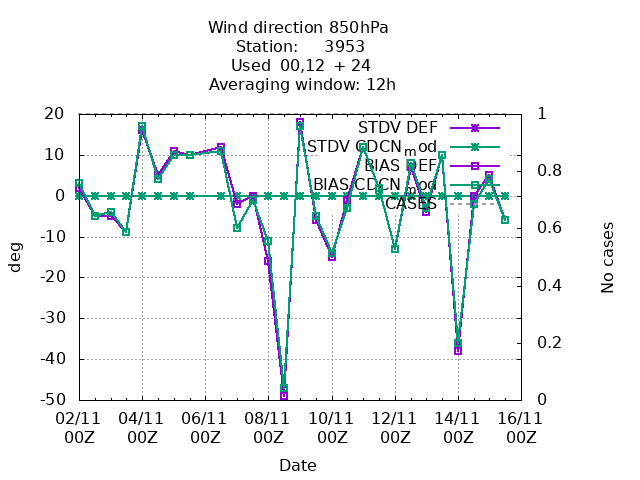 Wind direction 850hPa
Station: 3953
Used 00,12 + 24
Averaging window: 12h
20
10
0
-10
-20
-30
-40
-50
1
0.8
0.6
0.4
0.2
0
STDV DEF
STDV CDCNmod
BIAS DEF
BIAS CDCNmod
CASES
deg
No cases
02/11 04/11 06/11 08/11 10/11 12/11 14/11 16/11
00Z 00Z 00Z 00Z 00Z 00Z 00Z 00Z
Date